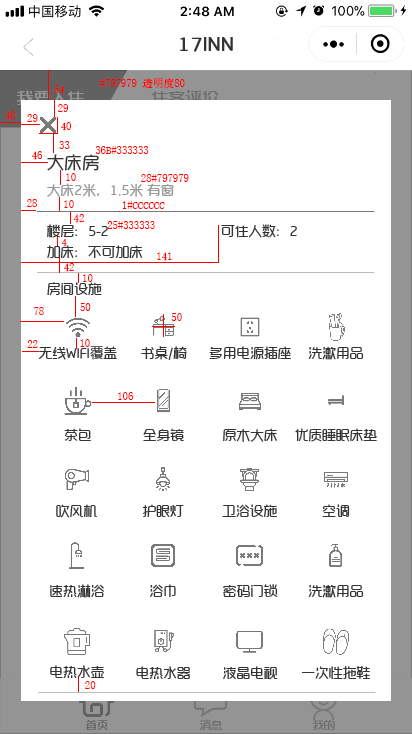 中国移动 2:48 AM 100%
17INN
我要入住 住客评价
#797979 透明度80
54
29
40
29
40
33
36B#333333
46
大床房
10
28#797979
大床2米，1.5米 有窗
28
10
1#CCCCCC
42
25#333333
楼层：5-2 可住人数：2
4
加床：不可加床
141
42
10
房间设施
50
78
50
22
10
无线WIFI覆盖 书桌/椅 多用电源插座 洗漱用品
106
茶包 全身镜 原木大床 优质睡眠床垫
吹风机 护眼灯 卫浴设施 空调
速热淋浴 浴巾 密码门锁 洗漱用品
电热水壶 电热水器 液晶电视 一次性拖鞋
20
首页 消息 我的